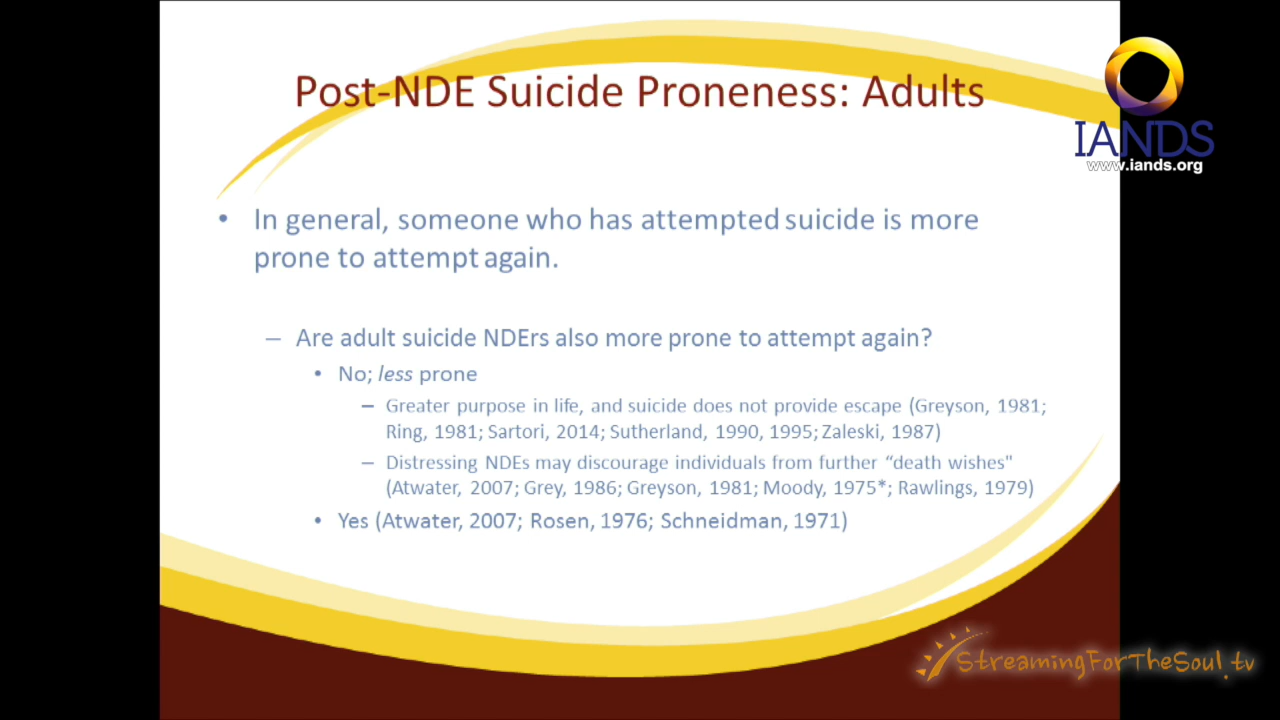 Post-NDE Suicide Proneness: Adults
IANDS
www.iands.org
• In general, someone who has attempted suicide is more
prone to attempt again.
– Are adult suicide NDErs also more prone to attempt again?
• No; less prone
– Greater purpose in life, and suicide does not provide escape (Greyson, 1981;
Ring, 1981; Sartori, 2014; Sutherland, 1990, 1995; Zaleski, 1987)
– Distressing NDEs may discourage individuals from further “death wishes"
(Atwater, 2007; Grey, 1986; Greyson, 1981; Moody, 1975*; Rawlings, 1979)
• Yes (Atwater, 2007; Rosen, 1976; Schneidman, 1971)
StreamingForTheSoul.tv